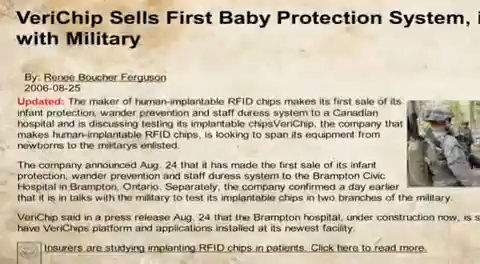 VeriChip Sells First Baby Protection System, i
with Military
By: Renee Boucher Ferguson
2006-08-25
Updated: The maker of human-implantable RFID chips makes its first sale of its
infant protection, wander prevention and staff duress system to a Canadian
hospital and is discussing testing its implantable chipsVeriChip, the company that
makes human-implantable RFID chips, is looking to span its equipment from
newborns to the militarys enlisted.
The company announced Aug. 24 that it has made the first sale of its infant
protection, wander prevention and staff duress system to the Brampton Civic
Hospital in Brampton, Ontario. Separately, the company confirmed a day earlier
that it is in talks with the military to test its implantable chips in two branches of the military.
VeriChip said in a press release Aug. 24 that the Brampton hospital, under construction now, is s
have VeriChips platform and applications installed at its newest facility.
Insurers are studying implanting RFID chips in patients. Click here to read more.